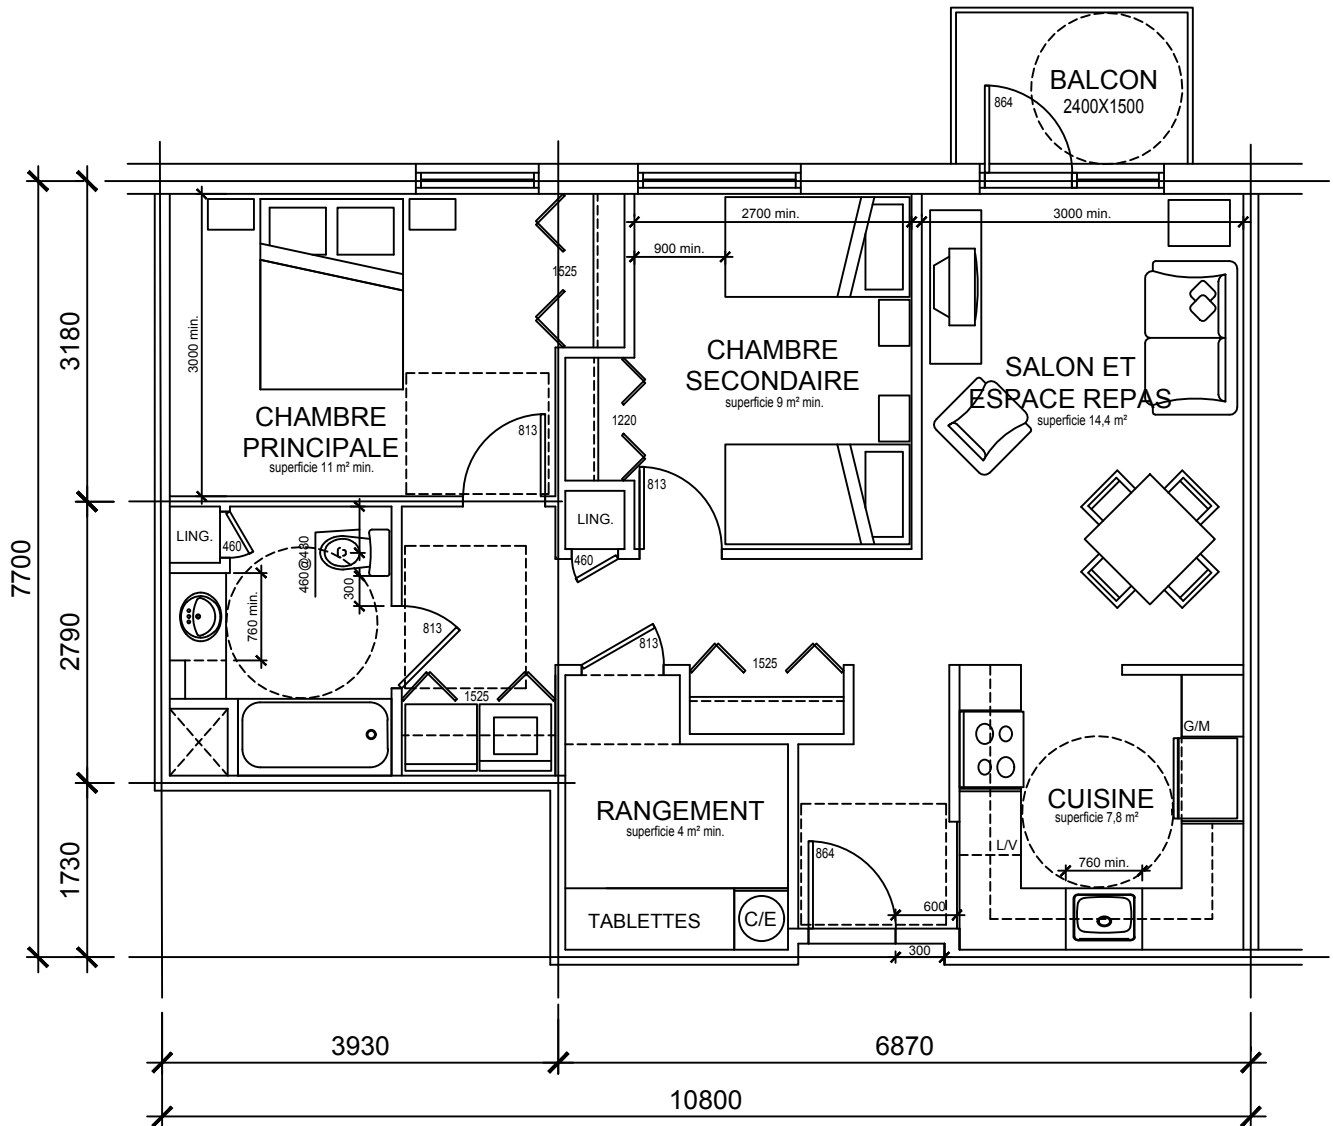 BALCON
2400X1500
864
2700 min.
3000 min.
900 min.
1525
3180
3000 min.
CHAMBRE
SECONDAIRE
superficie 9 m² min.
SALON ET
ESPACE REPAS
superficie 14,4 m²
CHAMBRE
PRINCIPALE
superficie 11 m² min.
813
1220
813
LING.
LING.
460
460@480
300
460
7700
2790
760 min.
813
813
1525
1525
G/M
RANGEMENT
superficie 4 m² min.
CUISINE
superficie 7,8 m²
1730
864
L/V
760 min.
TABLETTES
C/E
600
300
3930
6870
10800